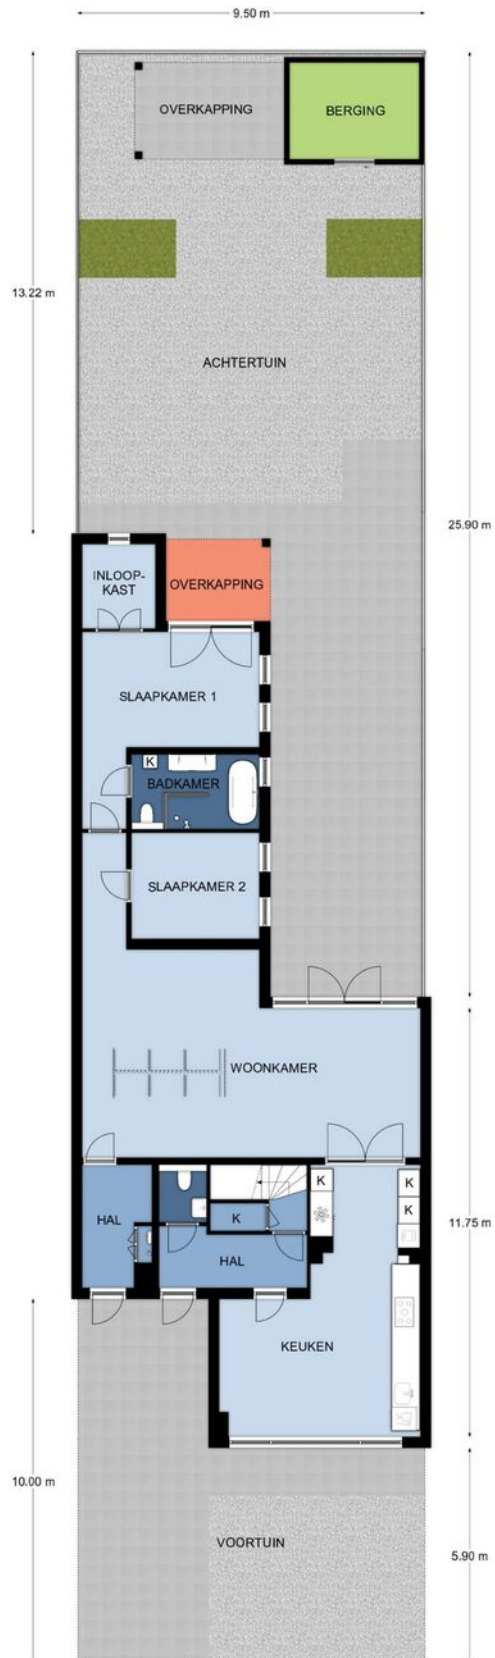 9.50 m
OVERKAPPING
BERGING
13.22 m
ACHTERTUIN
25.90 m
INLOOP-
KAST
OVERKAPPING
SLAAPKAMER 1
K
BADKAMER
SLAAPKAMER 2
WOONKAMER
K
K
K
K
HAL
11.75 m
HAL
KEUKEN
10.00 m
VOORTUIN
5.90 m